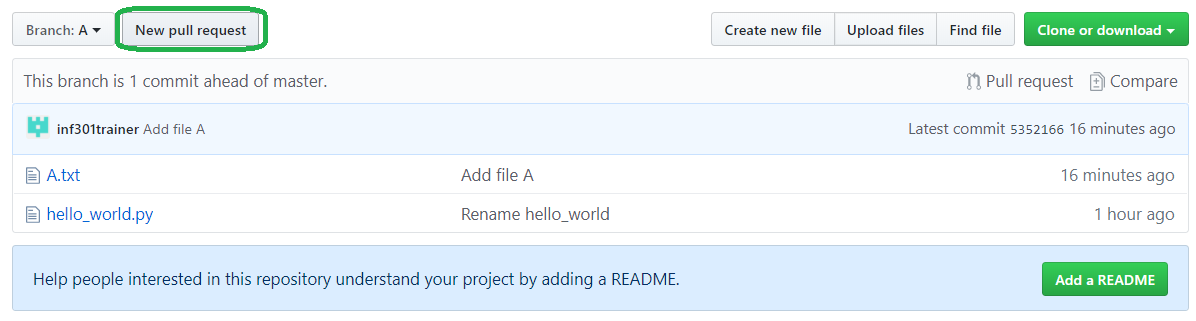 Branch: A New pull request Create new file Upload files Find file Clone or download
This branch is 1 commit ahead of master. Pull request Compare
inf301trainer Add file A Latest commit 5352166 16 minutes ago
A.txt Add file A 16 minutes ago
hello_world.py Rename hello_world 1 hour ago
Help people interested in this repository understand your project by adding a README. Add a README